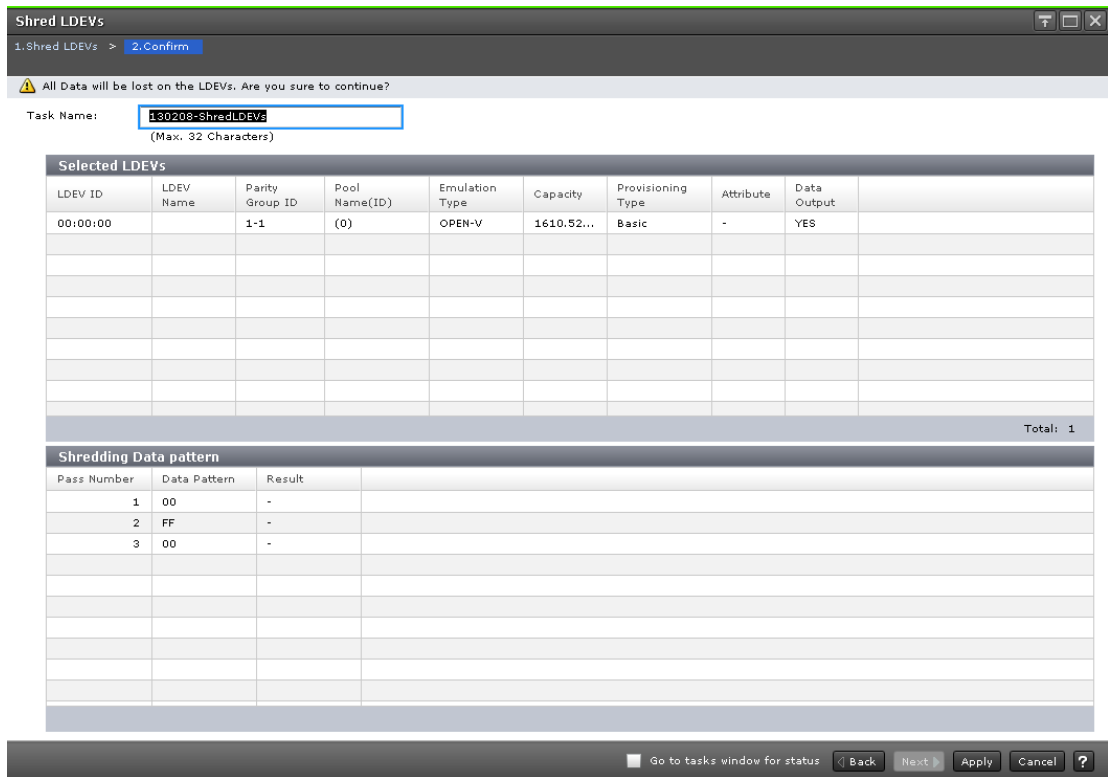 Shred LDEVs
1.Shred LDEVs > 2.Confirm
All Data will be lost on the LDEVs. Are you sure to continue?
Task Name: 130208-ShredLDEVs
(Max. 32 Characters)
Selected LDEVs
LDEV ID LDEV Name Parity Group ID Pool Name(ID) Emulation Type Capacity Provisioning Type Attribute Data Output
00:00:00 1-1 (0) OPEN-V 1610.52... Basic - YES
Total: 1
Shredding Data pattern
Pass Number Data Pattern Result
1 00 -
2 FF -
3 00 -
Go to tasks window for status Back Next Apply Cancel ?